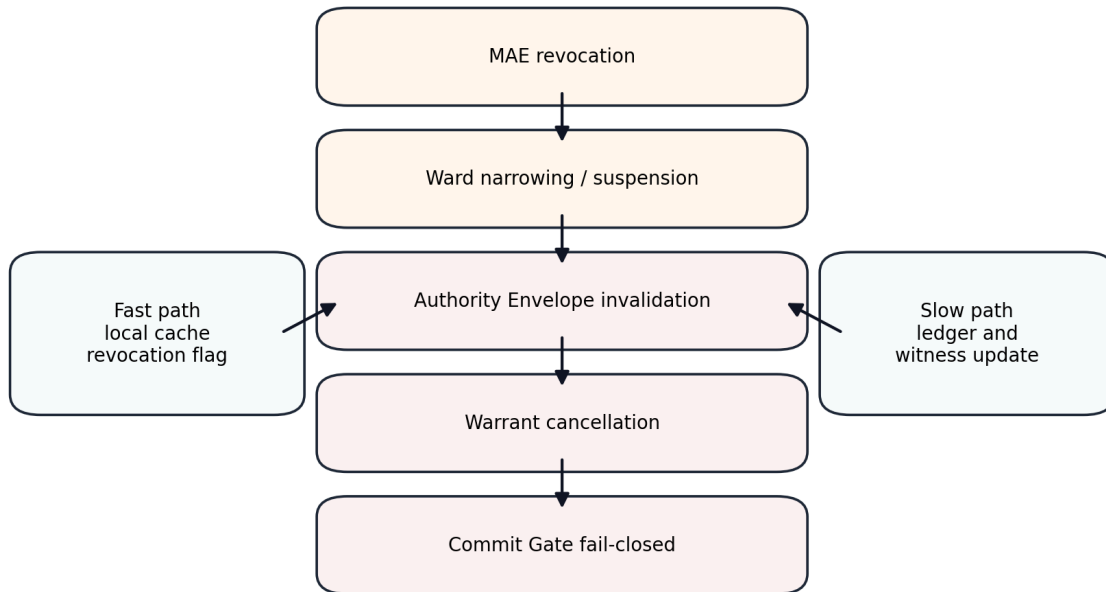 MAE revocation
Ward narrowing / suspension
Authority Envelope invalidation
Fast path
local cache
revocation flag
Slow path
ledger and
witness update
Warrant cancellation
Commit Gate fail-closed